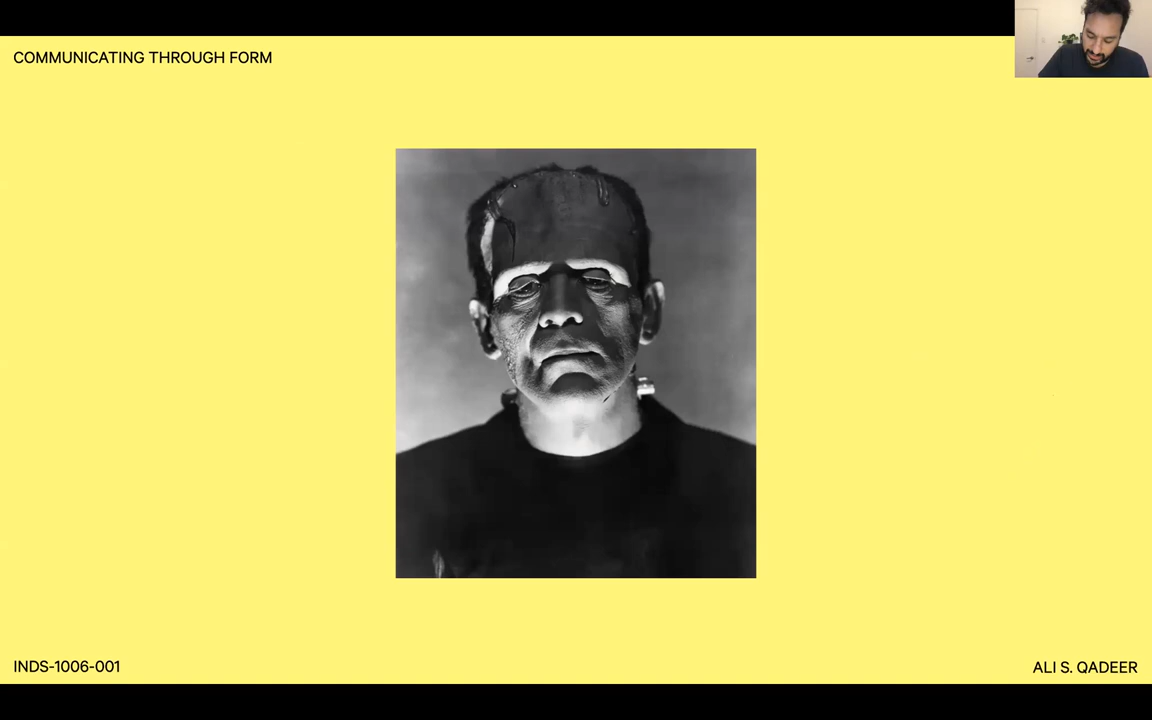 COMMUNICATING THROUGH FORM
INDS-1006-001
ALI S. QADEER